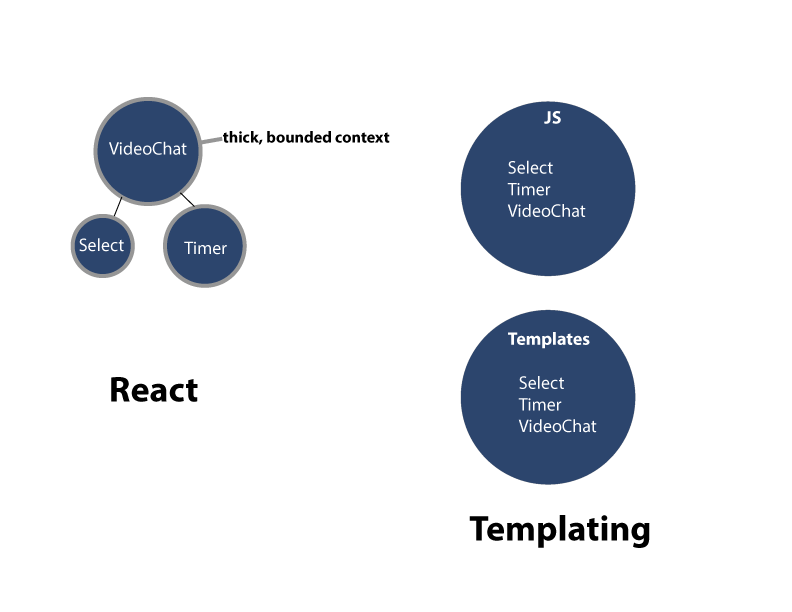 VideoChat
thick, bounded context
Select
Timer
React
JS
Select
Timer
VideoChat
Templates
Select
Timer
VideoChat
Templating